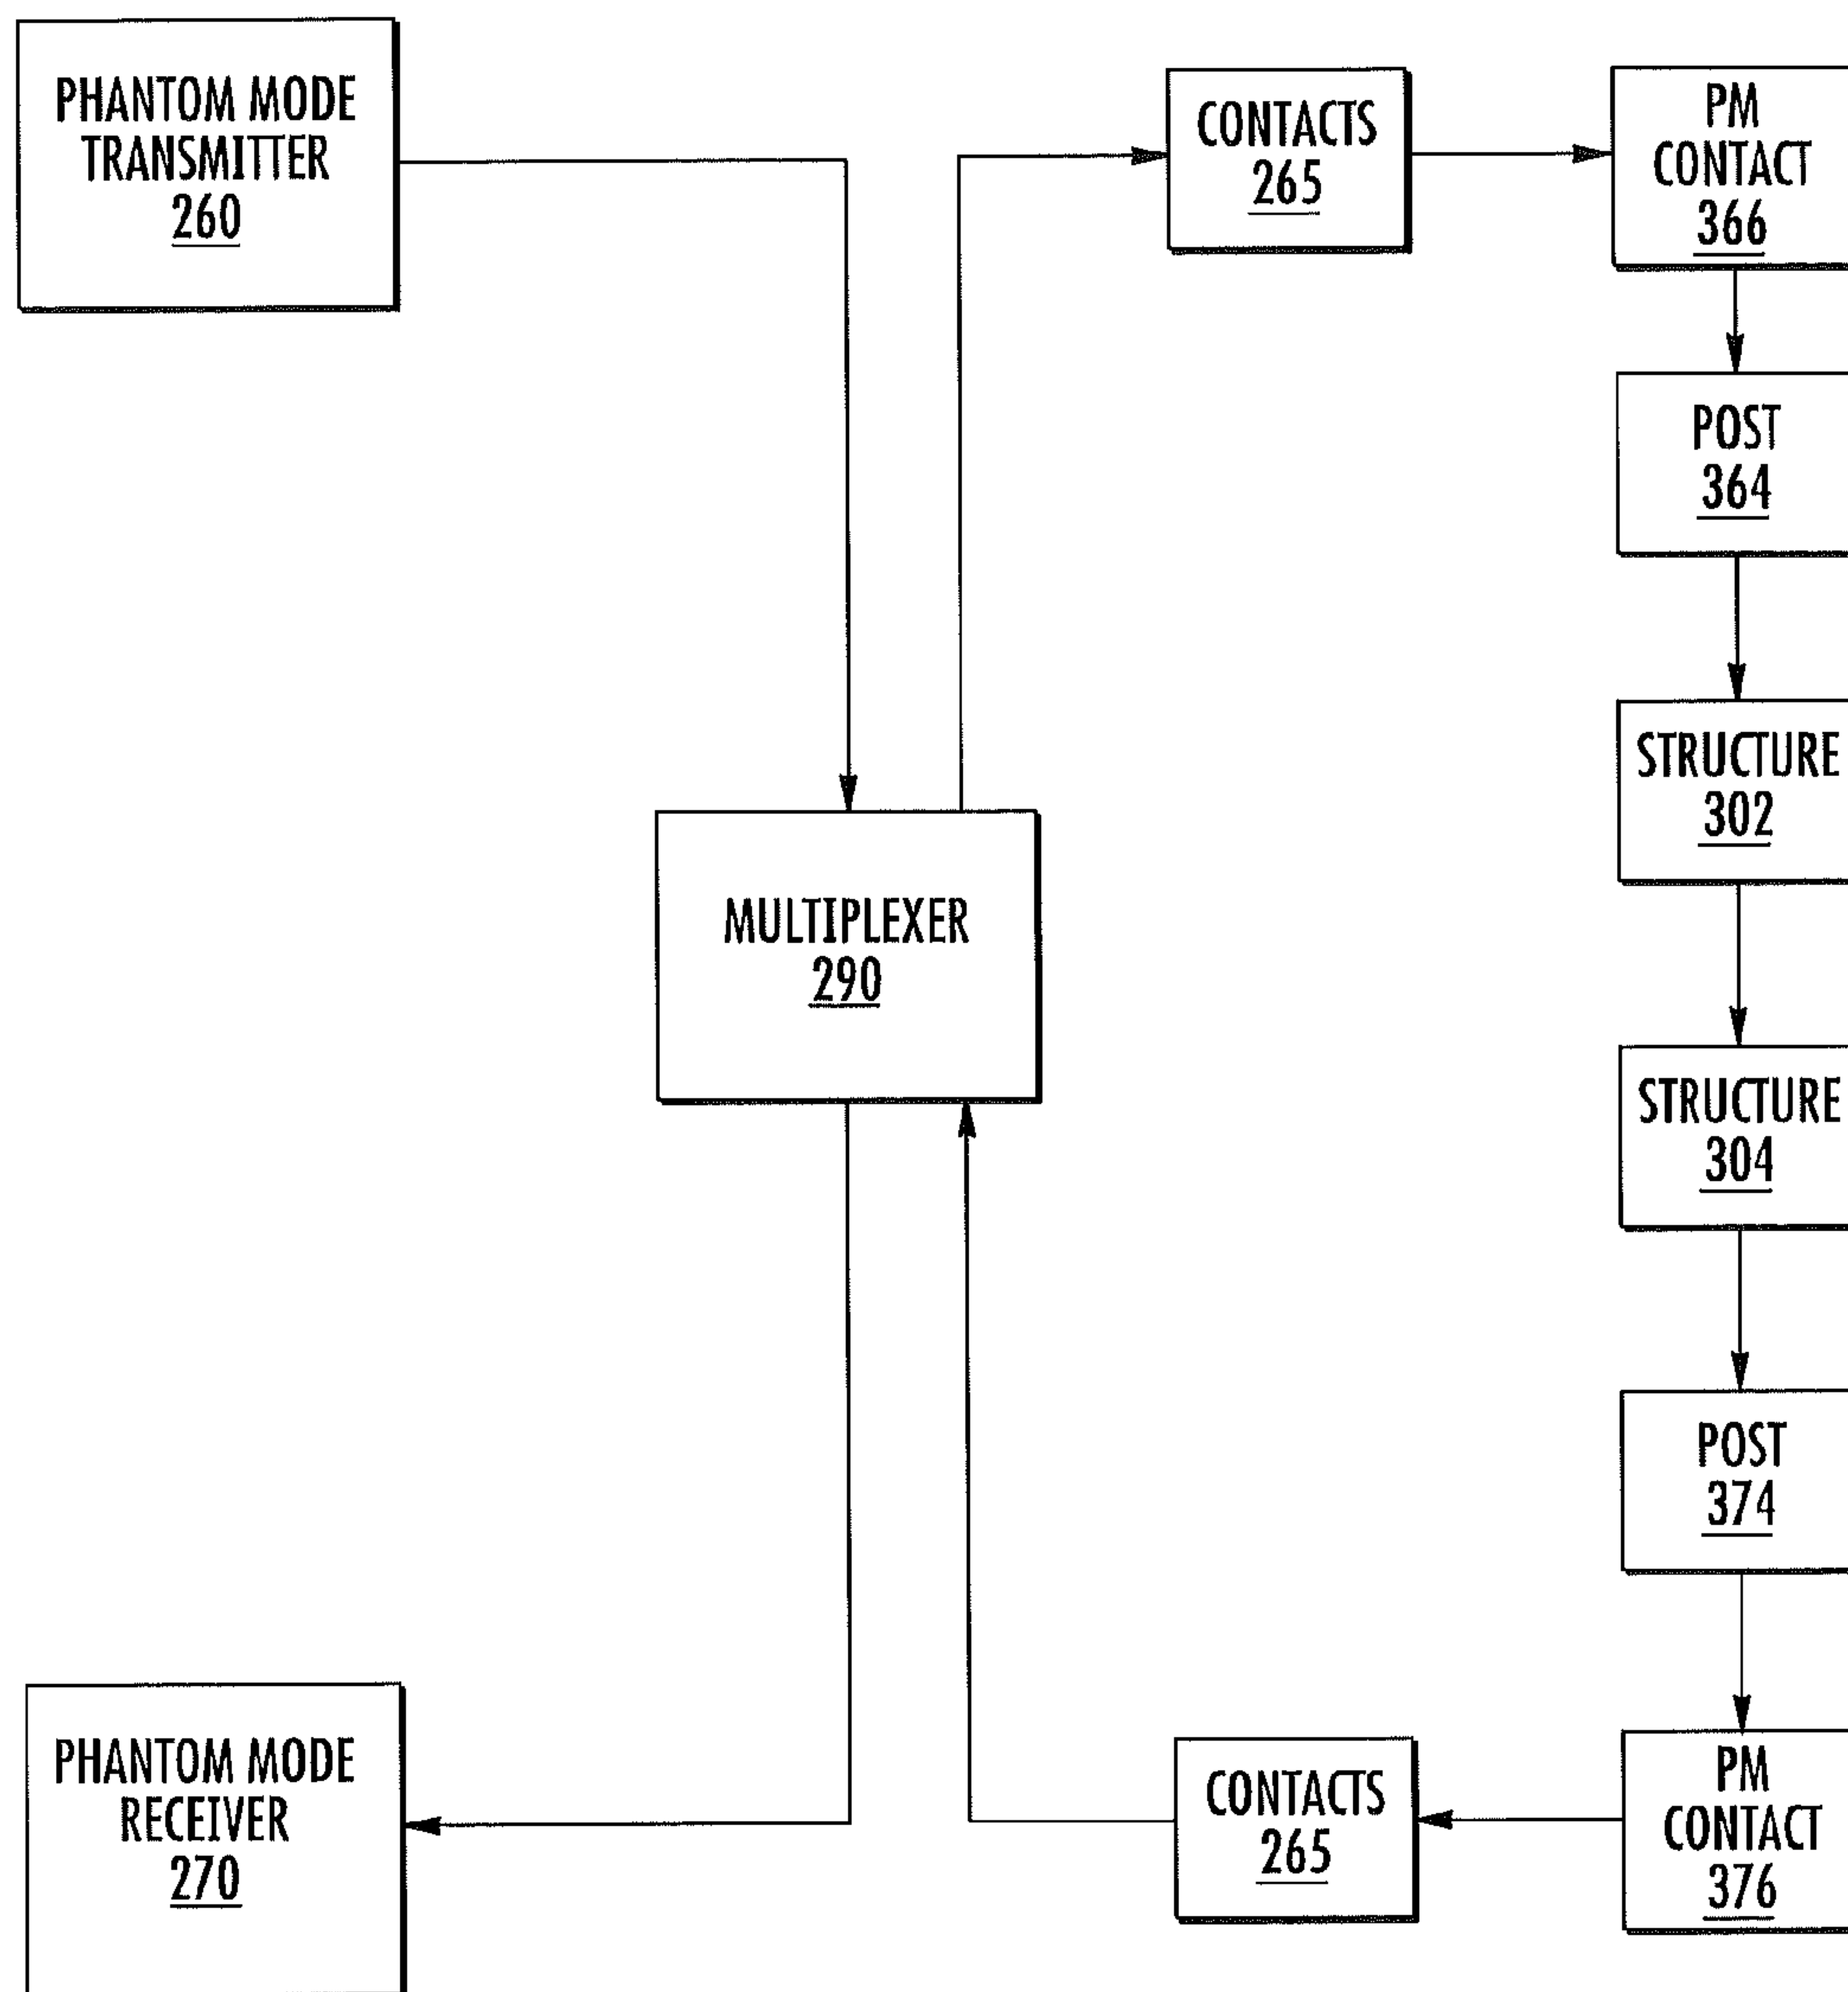 PHANTOM MODE
TRANSMITTER
260
CONTACTS
265
PM
CONTACT
366
POST
364
STRUCTURE
302
MULTIPLEXER
290
STRUCTURE
304
POST
374
PHANTOM MODE
RECEIVER
270
CONTACTS
265
PM
CONTACT
376